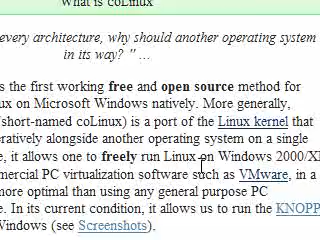 What is coLinux
every architecture, why should another operating system
in its way? " ...
s the first working free and open source method for
ux on Microsoft Windows natively. More generally,
(short-named coLinux) is a port of the Linux kernel that
eratively alongside another operating system on a single
e, it allows one to freely run Linux on Windows 2000/XP
mercial PC virtualization software such as VMware, in a
more optimal than using any general purpose PC
e. In its current condition, it allows us to run the KNOPP
Windows (see Screenshots).